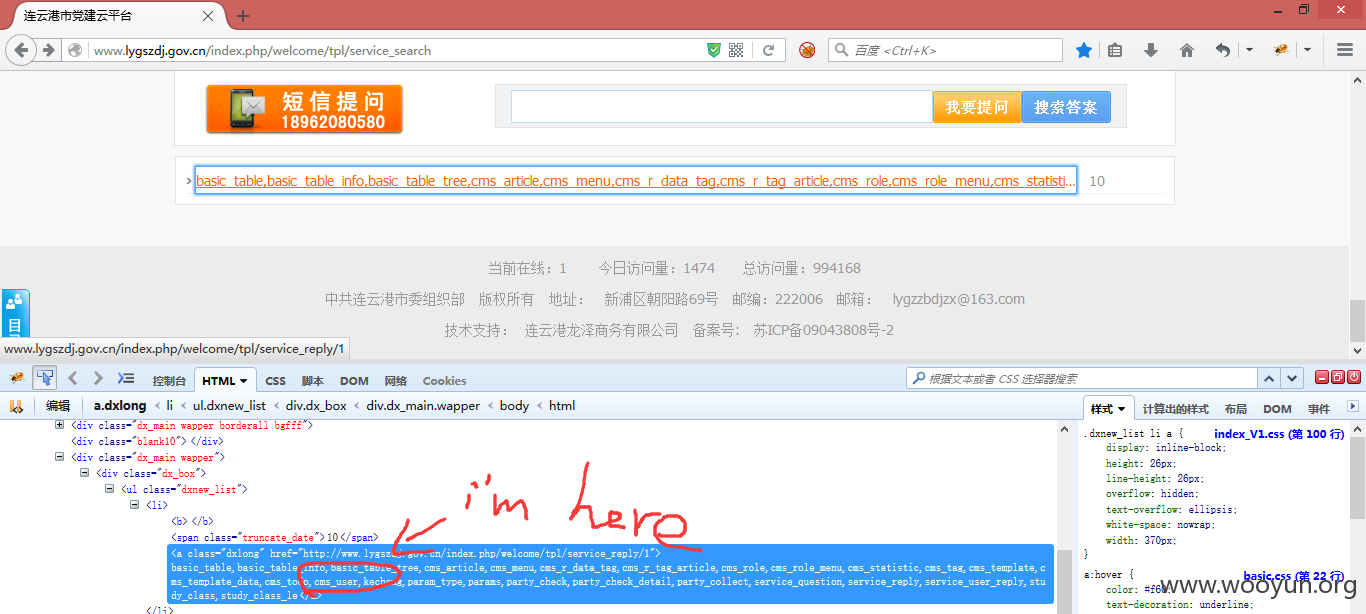 连云港市党建云平台
www.lygszdj.gov.cn/index.php/welcome/tpl/service_search
百度 <Ctrl+K>
短信提问
18962080580
我要提问
搜索答案
basic_table,basic_table_info,basic_table_tree,cms_article,cms_menu,cms_r_data_tag,cms_r_tag_article,cms_role,cms_role_menu,cms_statisti... 10
当前在线：1 今日访问量：1474 总访问量：994168
中共连云港市委组织部 版权所有 地址： 新浦区朝阳路69号 邮编：222006 邮箱： lygzzbdjzx@163.com
目
技术支持： 连云港龙泽商务有限公司 备案号： 苏ICP备09043808号-2
www.lygszdj.gov.cn/index.php/welcome/tpl/service_reply/1
控制台 HTML CSS 脚本 DOM 网络 Cookies
根据文本或者 CSS 选择器搜索
编辑 a.dxlong < li < ul.dxnew_list < div.dx_box < div.dx_main.wapper < body < html
样式 计算出的样式 布局 DOM 事件
<div class="dx_main wapper borderall bgfff">
<div class="blank10"> </div>
<div class="dx_main wapper">
<div class="dx_box">
<ul class="dxnew_list">
<li>
<b> </b>
<span class="truncate_date">10</span>
<a class="dxlong" href="http://www.lygszdj.gov.cn/index.php/welcome/tpl/service_reply/1">
basic_table,basic_table_info,basic_table_tree,cms_article,cms_menu,cms_r_data_tag,cms_r_tag_article,cms_role,cms_role_menu,cms_statistic,cms_tag,cms_template,c
ms_template_data,cms_todo,cms_user,kecheng,param_type,params,party_check,party_check_detail,party_collect,service_question,service_reply,service_user_reply,stu
dy_class,study_class_le</a>
</li>
i'm hero
.dxnew_list li a { index_V1.css (第 100 行)
display: inline-block;
height: 26px;
line-height: 26px;
overflow: hidden;
text-overflow: ellipsis;
white-space: nowrap;
width: 370px;
}
a:hover { basic.css (第 22 行)
color: #f60;
text-decoration: underline;
www.wooyun.org